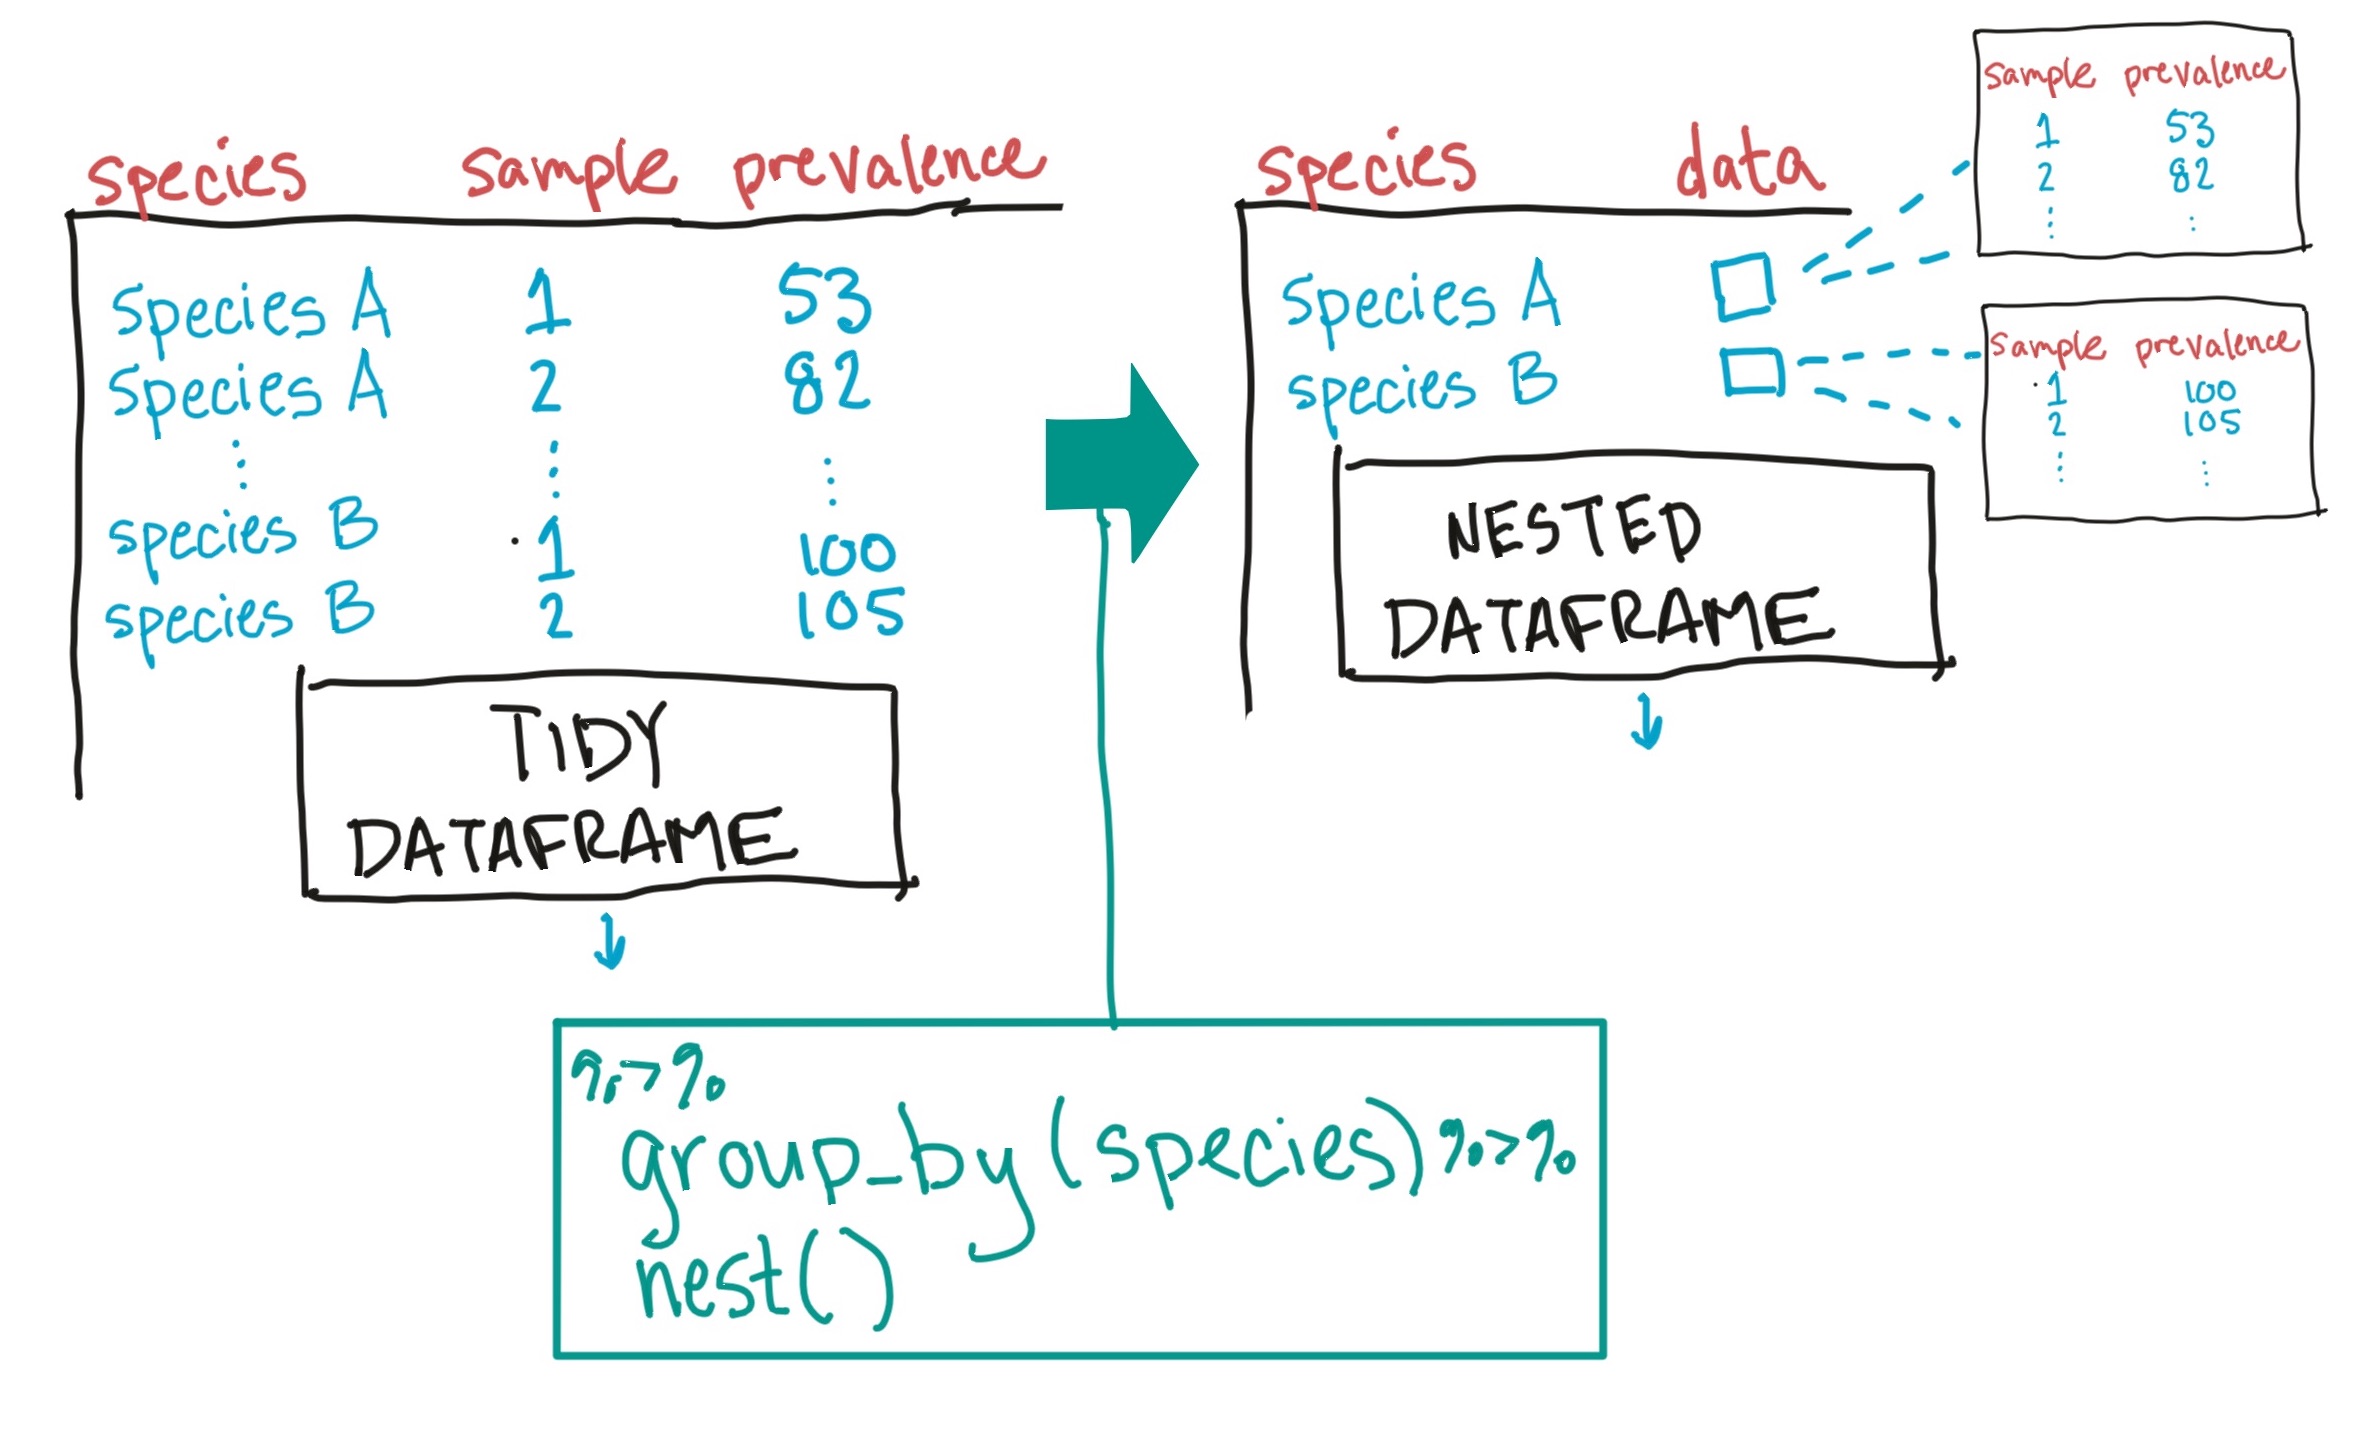 species sample prevalence
Species A 1 53
Species A 2 82
species B 1 100
species B 2 105
TIDY
DATAFRAME
species data
Species A
species B
NESTED
DATAFRAME
sample prevalence
1 53
2 82
sample prevalence
1 100
2 105
%>%
group_by(species) %>%
nest()